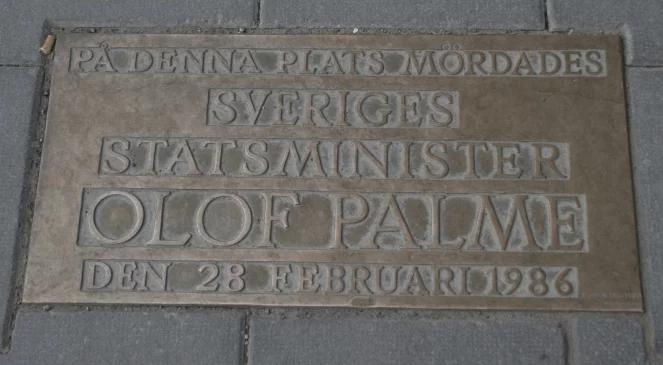 PÅ DENNA PLATS MÖRDADES
SVERIGES
STATSMINISTER
OLOF PALME
DEN 28 FEBRUARI 1986